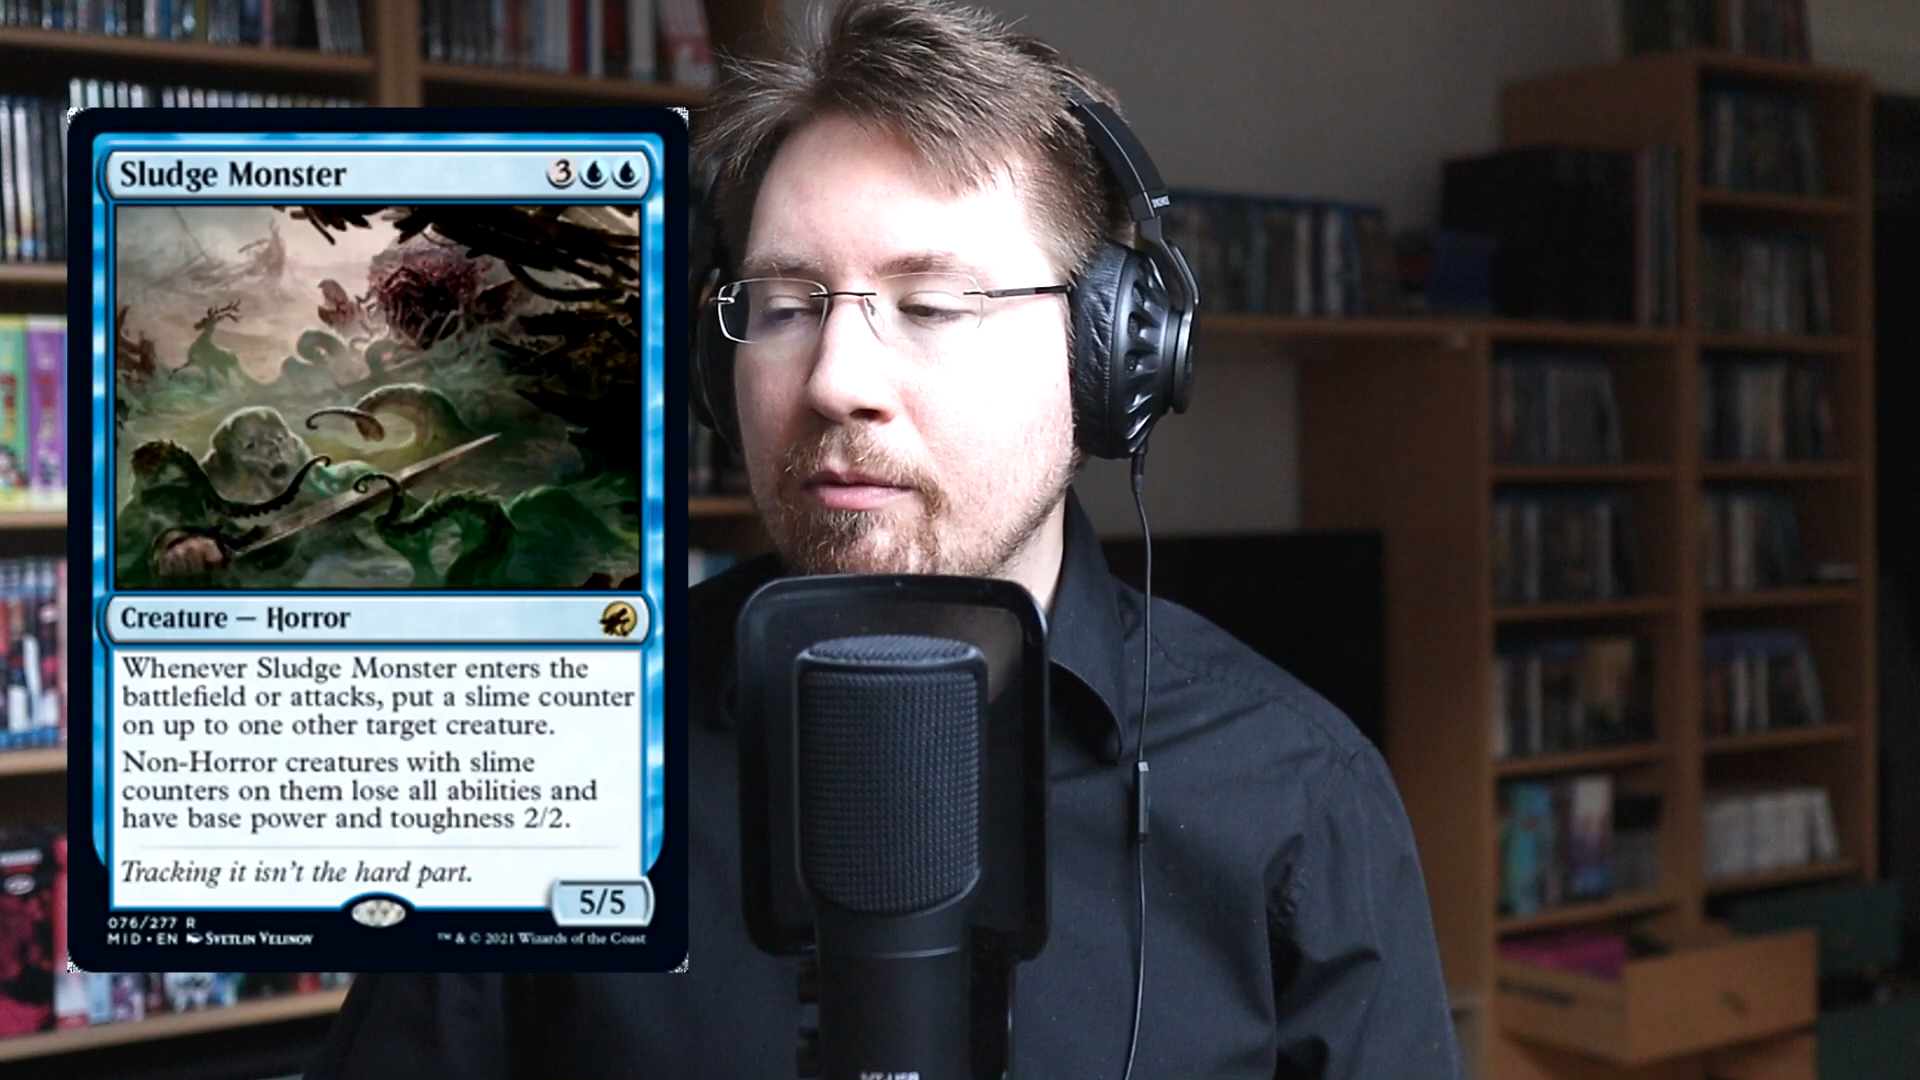 Sludge Monster 3
Creature — Horror
Whenever Sludge Monster enters the
battlefield or attacks, put a slime counter
on up to one other target creature.
Non-Horror creatures with slime
counters on them lose all abilities and
have base power and toughness 2/2.
Tracking it isn't the hard part.
5/5
076/277 R
MID • EN Svetlin Velinov
™ & © 2021 Wizards of the Coast